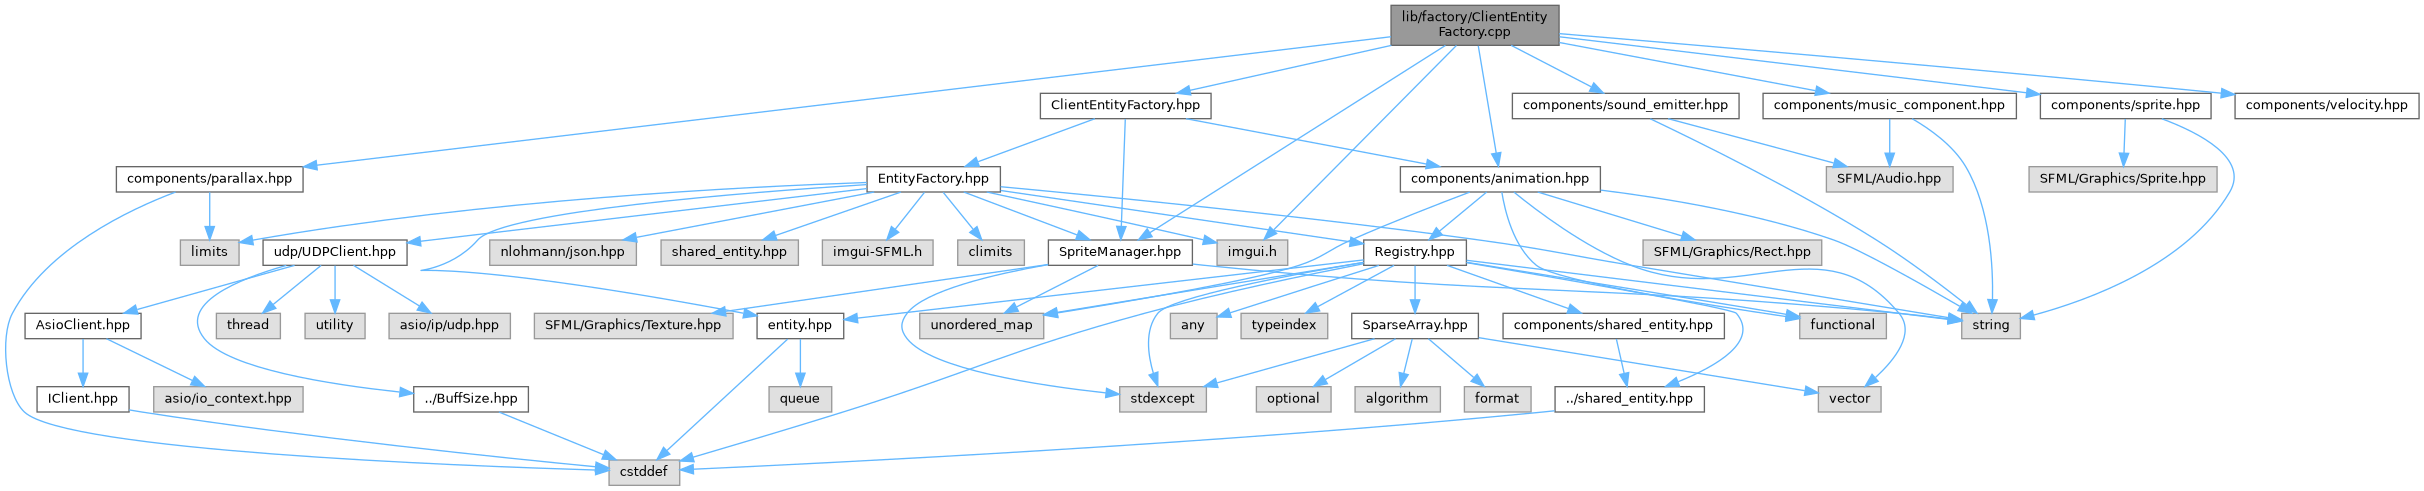 lib/factory/ClientEntity
Factory.cpp
ClientEntityFactory.hpp
components/sound_emitter.hpp
components/music_component.hpp
components/sprite.hpp
components/velocity.hpp
components/parallax.hpp
EntityFactory.hpp
components/animation.hpp
SFML/Audio.hpp
SFML/Graphics/Sprite.hpp
limits
udp/UDPClient.hpp
nlohmann/json.hpp
shared_entity.hpp
imgui-SFML.h
climits
SpriteManager.hpp
imgui.h
Registry.hpp
SFML/Graphics/Rect.hpp
AsioClient.hpp
thread
utility
asio/ip/udp.hpp
SFML/Graphics/Texture.hpp
entity.hpp
unordered_map
any
typeindex
SparseArray.hpp
components/shared_entity.hpp
functional
string
IClient.hpp
asio/io_context.hpp
../BuffSize.hpp
queue
stdexcept
optional
algorithm
format
../shared_entity.hpp
vector
cstddef